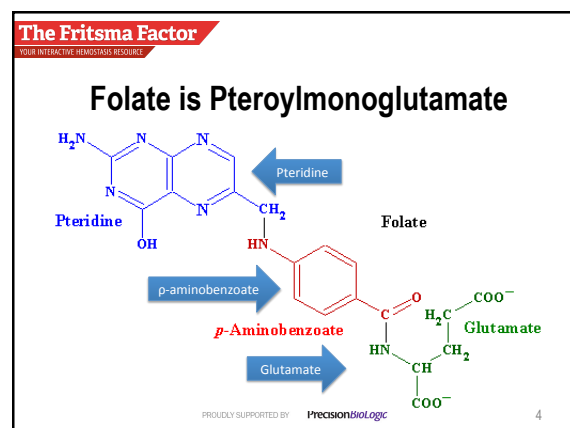 The Fritsma Factor
YOUR INTERACTIVE HEMOSTASIS RESOURCE
Folate is Pteroylmonoglutamate
H₂N
N
N
Pteridine
N
N
CH₂
Pteridine
Folate
OH
HN
ρ-aminobenzoate
C
O
H₂C
COO⁻
p-Aminobenzoate
Glutamate
HN
CH
CH₂
Glutamate
COO⁻
PROUDLY SUPPORTED BY PrecisionBioLogic
4